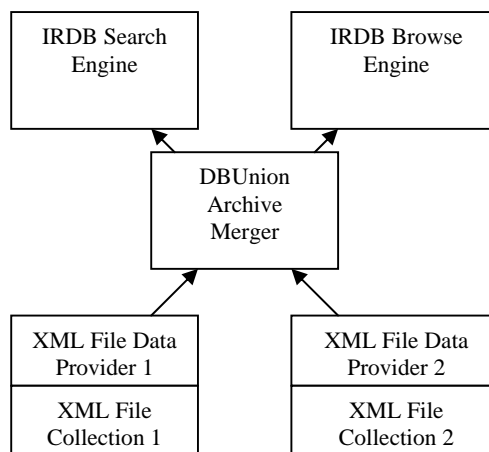 IRDB Search
Engine
IRDB Browse
Engine
DBUnion
Archive
Merger
XML File Data
Provider 1
XML File
Collection 1
XML File Data
Provider 2
XML File
Collection 2